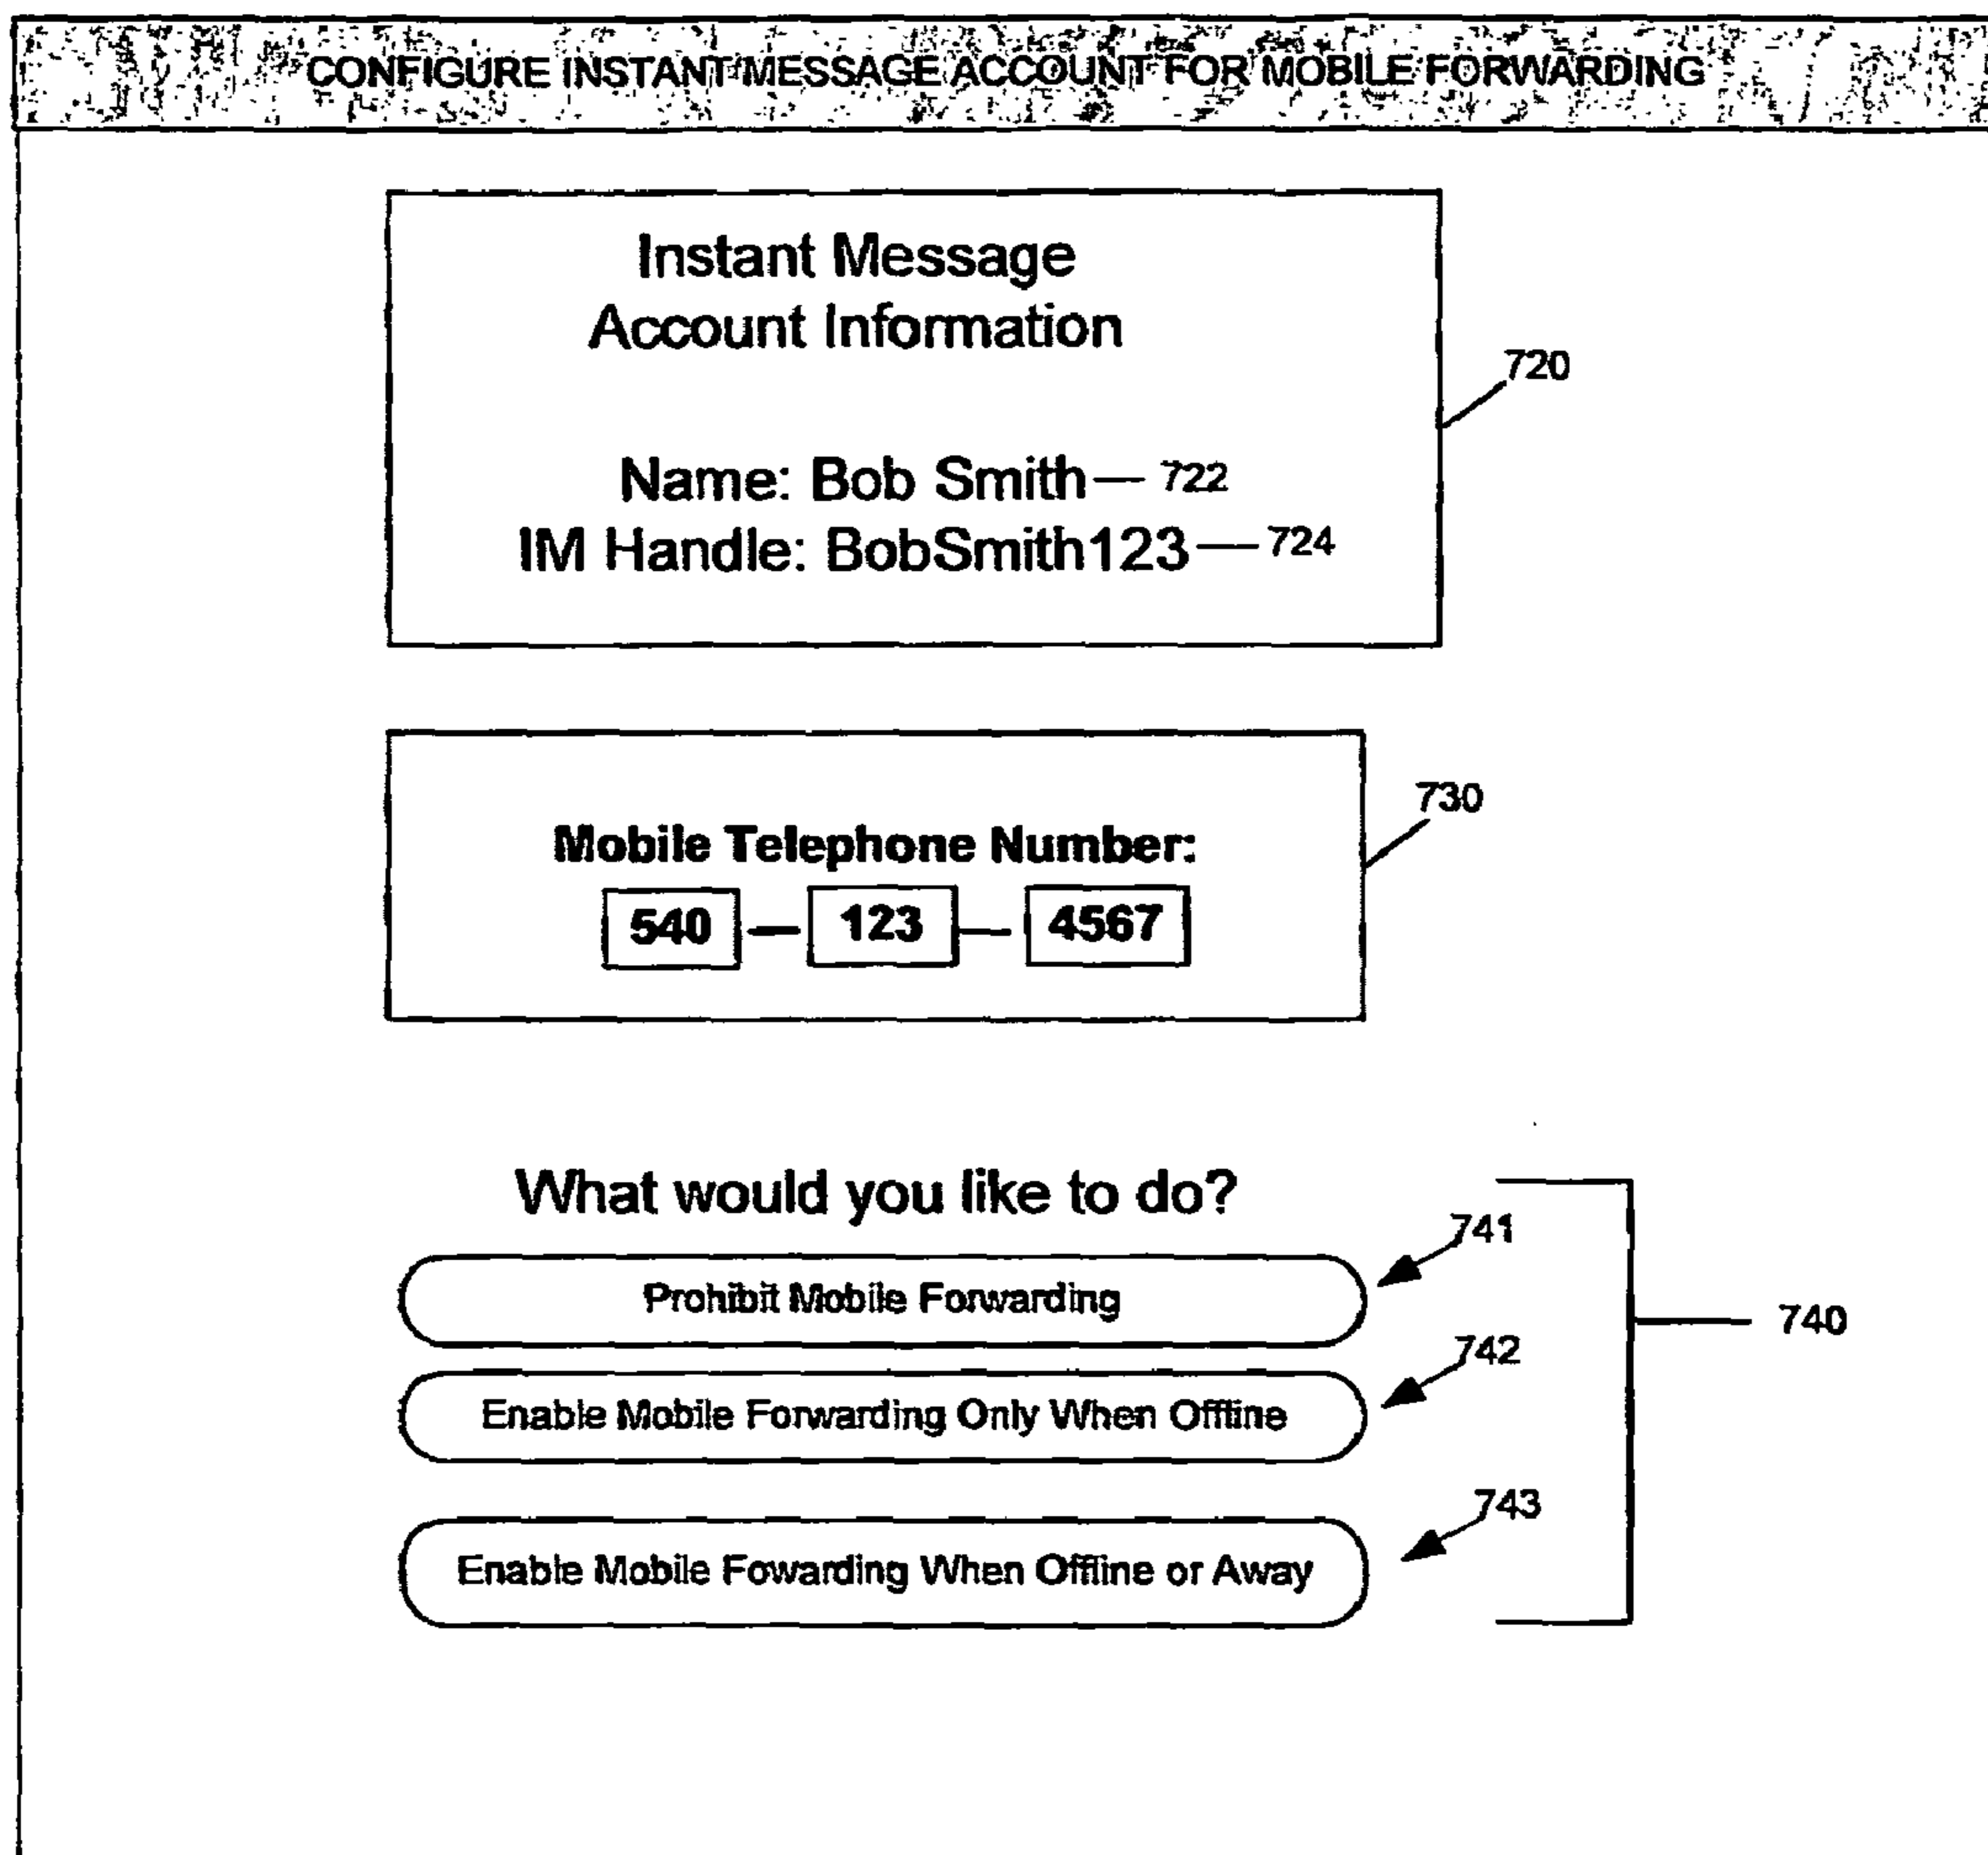 CONFIGURE INSTANT MESSAGE ACCOUNT FOR MOBILE FORWARDING
Instant Message
Account Information
720
Name: Bob Smith — 722
IM Handle: BobSmith123 — 724
730
Mobile Telephone Number:
540 — 123 — 4567
What would you like to do?
741
Prohibit Mobile Forwarding
740
742
Enable Mobile Forwarding Only When Offline
743
Enable Mobile Fowarding When Offline or Away